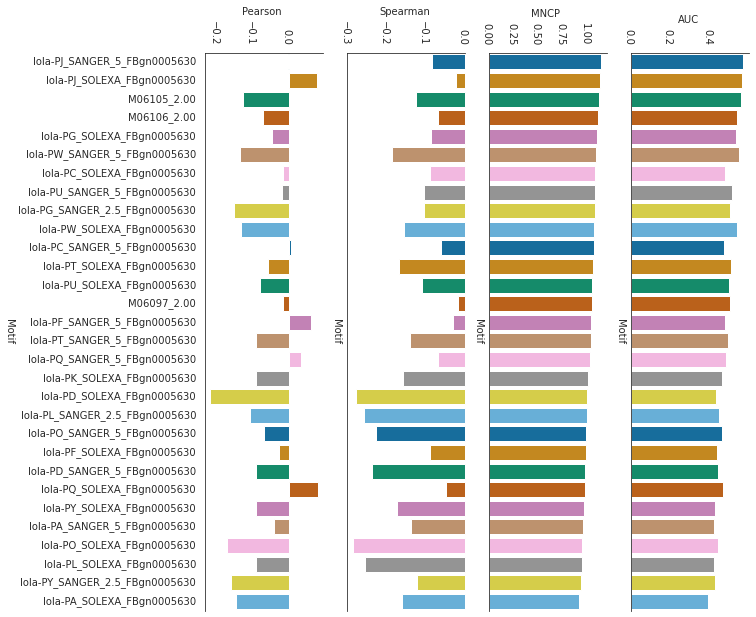 Pearson
−0.2
−0.1
0.0
Spearman
−0.3
−0.2
−0.1
0.0
MNCP
0.00
0.25
0.50
0.75
1.00
AUC
0.0
0.2
0.4
lola-PJ_SANGER_5_FBgn0005630
lola-PJ_SOLEXA_FBgn0005630
M06105_2.00
M06106_2.00
lola-PG_SOLEXA_FBgn0005630
lola-PW_SANGER_5_FBgn0005630
lola-PC_SOLEXA_FBgn0005630
lola-PU_SANGER_5_FBgn0005630
lola-PG_SANGER_2.5_FBgn0005630
lola-PW_SOLEXA_FBgn0005630
lola-PC_SANGER_5_FBgn0005630
lola-PT_SOLEXA_FBgn0005630
lola-PU_SOLEXA_FBgn0005630
M06097_2.00
lola-PF_SANGER_5_FBgn0005630
lola-PT_SANGER_5_FBgn0005630
lola-PQ_SANGER_5_FBgn0005630
lola-PK_SOLEXA_FBgn0005630
lola-PD_SOLEXA_FBgn0005630
lola-PL_SANGER_2.5_FBgn0005630
lola-PO_SANGER_5_FBgn0005630
lola-PF_SOLEXA_FBgn0005630
lola-PD_SANGER_5_FBgn0005630
lola-PQ_SOLEXA_FBgn0005630
lola-PY_SOLEXA_FBgn0005630
lola-PA_SANGER_5_FBgn0005630
lola-PO_SOLEXA_FBgn0005630
lola-PL_SOLEXA_FBgn0005630
lola-PY_SANGER_2.5_FBgn0005630
lola-PA_SOLEXA_FBgn0005630
Motif
Motif
Motif
Motif